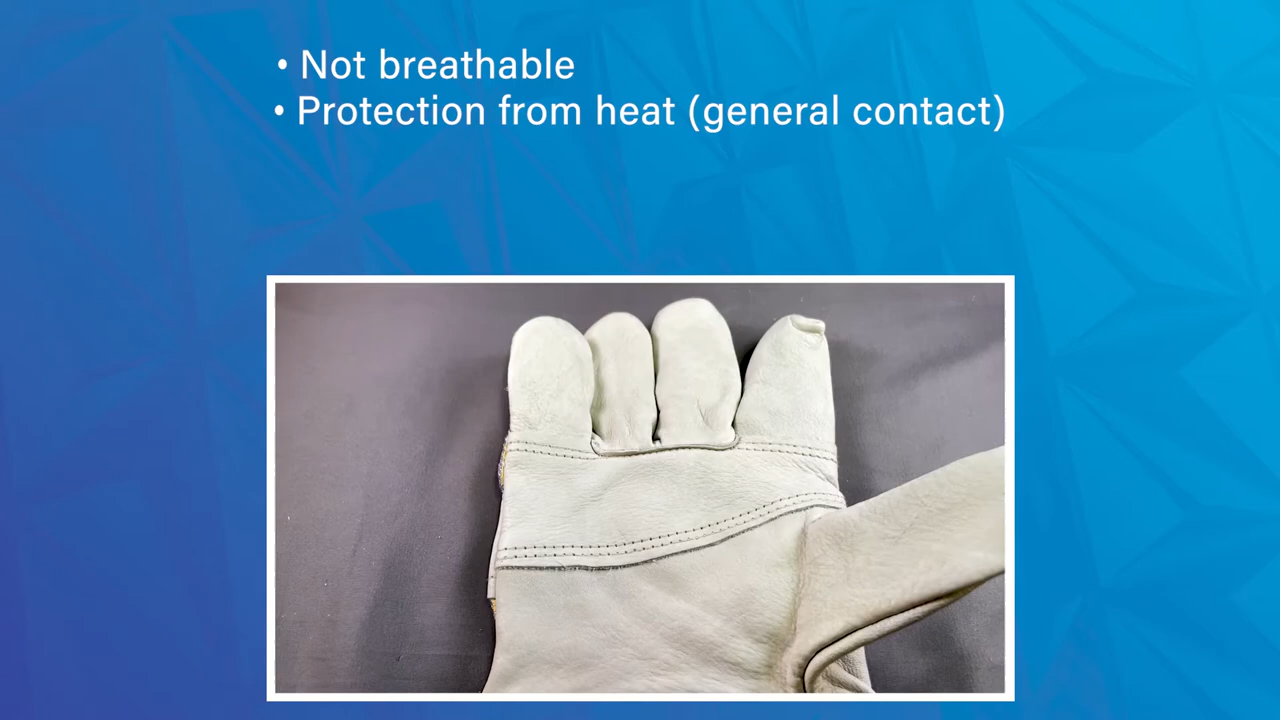 • Not breathable
• Protection from heat (general contact)